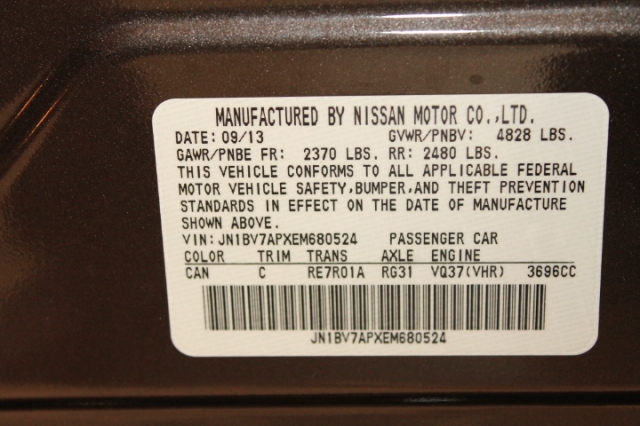 MANUFACTURED BY NISSAN MOTOR CO.,LTD.
DATE: 09/13 GVWR/PNBV: 4828 LBS.
GAWR/PNBE FR: 2370 LBS. RR: 2480 LBS.
THIS VEHICLE CONFORMS TO ALL APPLICABLE FEDERAL
MOTOR VEHICLE SAFETY,BUMPER,AND THEFT PREVENTION
STANDARDS IN EFFECT ON THE DATE OF MANUFACTURE
SHOWN ABOVE.
VIN: JN1BV7APXEM680524 PASSENGER CAR
COLOR TRIM TRANS AXLE ENGINE
CAN C RE7R01A RG31 VQ37(VHR) 3696CC
JN1BV7APXEM680524